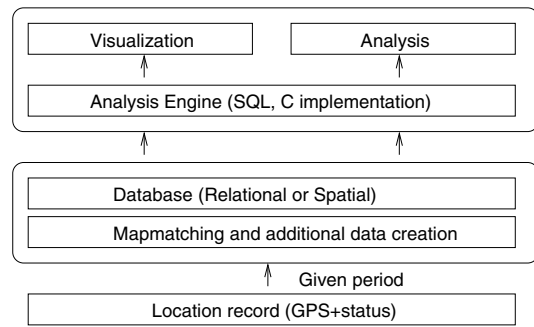 Visualization
Analysis
Analysis Engine (SQL, C implementation)
Database (Relational or Spatial)
Mapmatching and additional data creation
Given period
Location record (GPS+status)